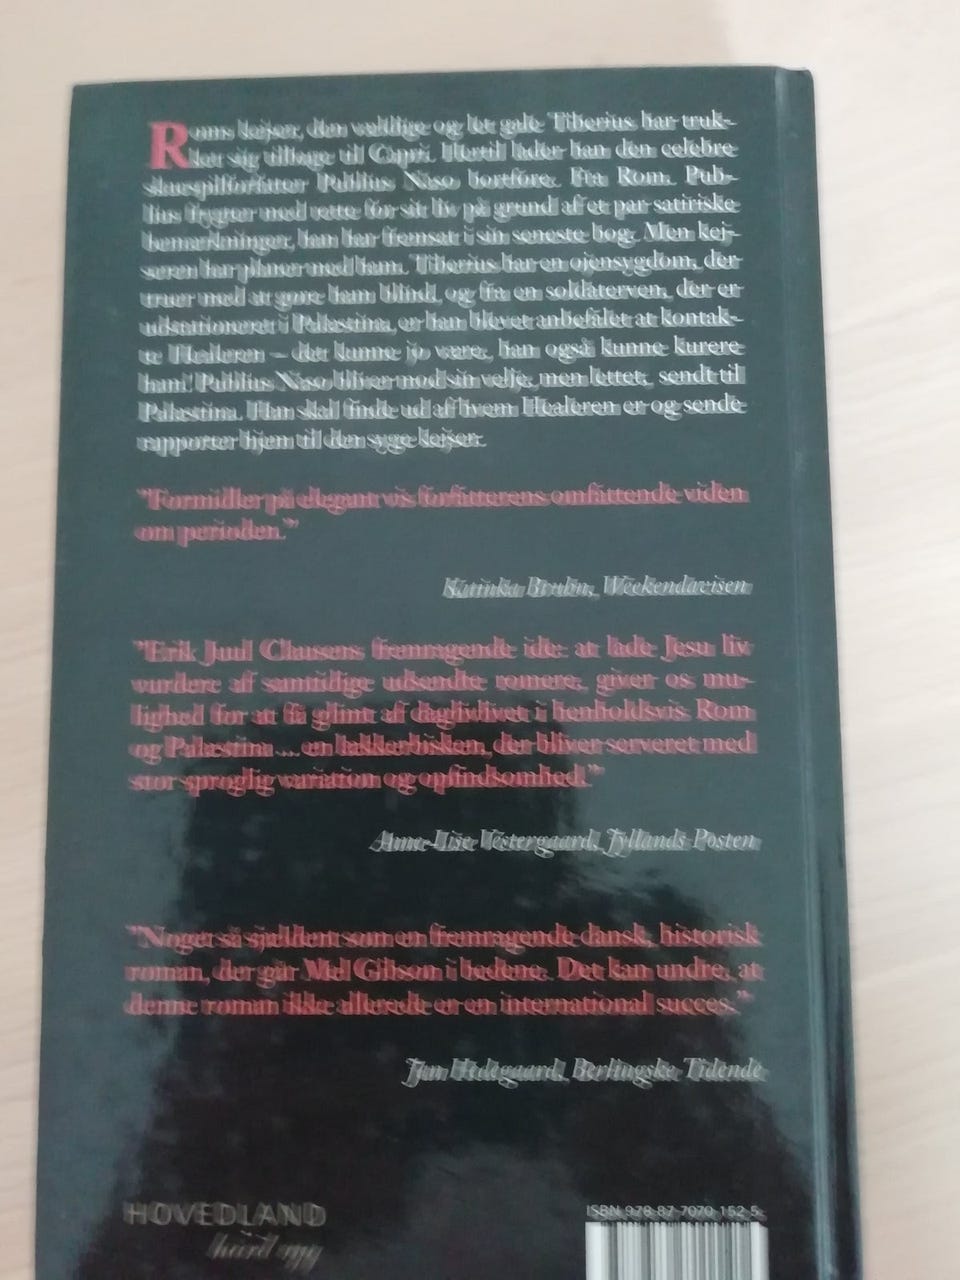 Roms kejser, den vældige og let gale Tiberius har truk-
ket sig tilbage til Capri. Hertil lader han den celebre
skuespilforfatter Publius Naso bortføre. Fra Rom. Pub-
lius frygter med rette for sit liv på grund af et par satiriske
bemærkninger, han har fremsat i sin seneste bog. Men kej-
seren har planer med ham. Tiberius har en øjensygdom, der
truer med at gøre ham blind, og fra en soldaterven, der er
udstationeret i Palæstina, er han blevet anbefalet at kontak-
te Healeren – det kunne jo være, han også kunne kurere
ham! Publius Naso bliver mod sin vilje, men lettet, sendt til
Palæstina. Han skal finde ud af hvem Healeren er og sende
rapporter hjem til den syge kejser.
"Formidler på elegant vis forfatterens omfattende viden
om perioden."
Katinka Bruhn, Weekendavisen
"Erik Juul Clausens fremragende ide: at lade Jesu liv
vurdere af samtidige udsendte romere, giver os mu-
lighed for at få glimt af daglivlivet i henholdsvis Rom
og Palæstina ... en lækkerbisken, der bliver serveret med
stor sproglig variation og opfindsomhed."
Anne-Lise Vestergaard, Jyllands Posten
"Noget så sjældent som en fremragende dansk, historisk
roman, der går Mel Gibson i bedene. Det kan undre, at
denne roman ikke allerede er en international succes."
Jan Hedegaard, Berlingske Tidende
HOVEDLAND
ISBN 978-87-7070-152-5